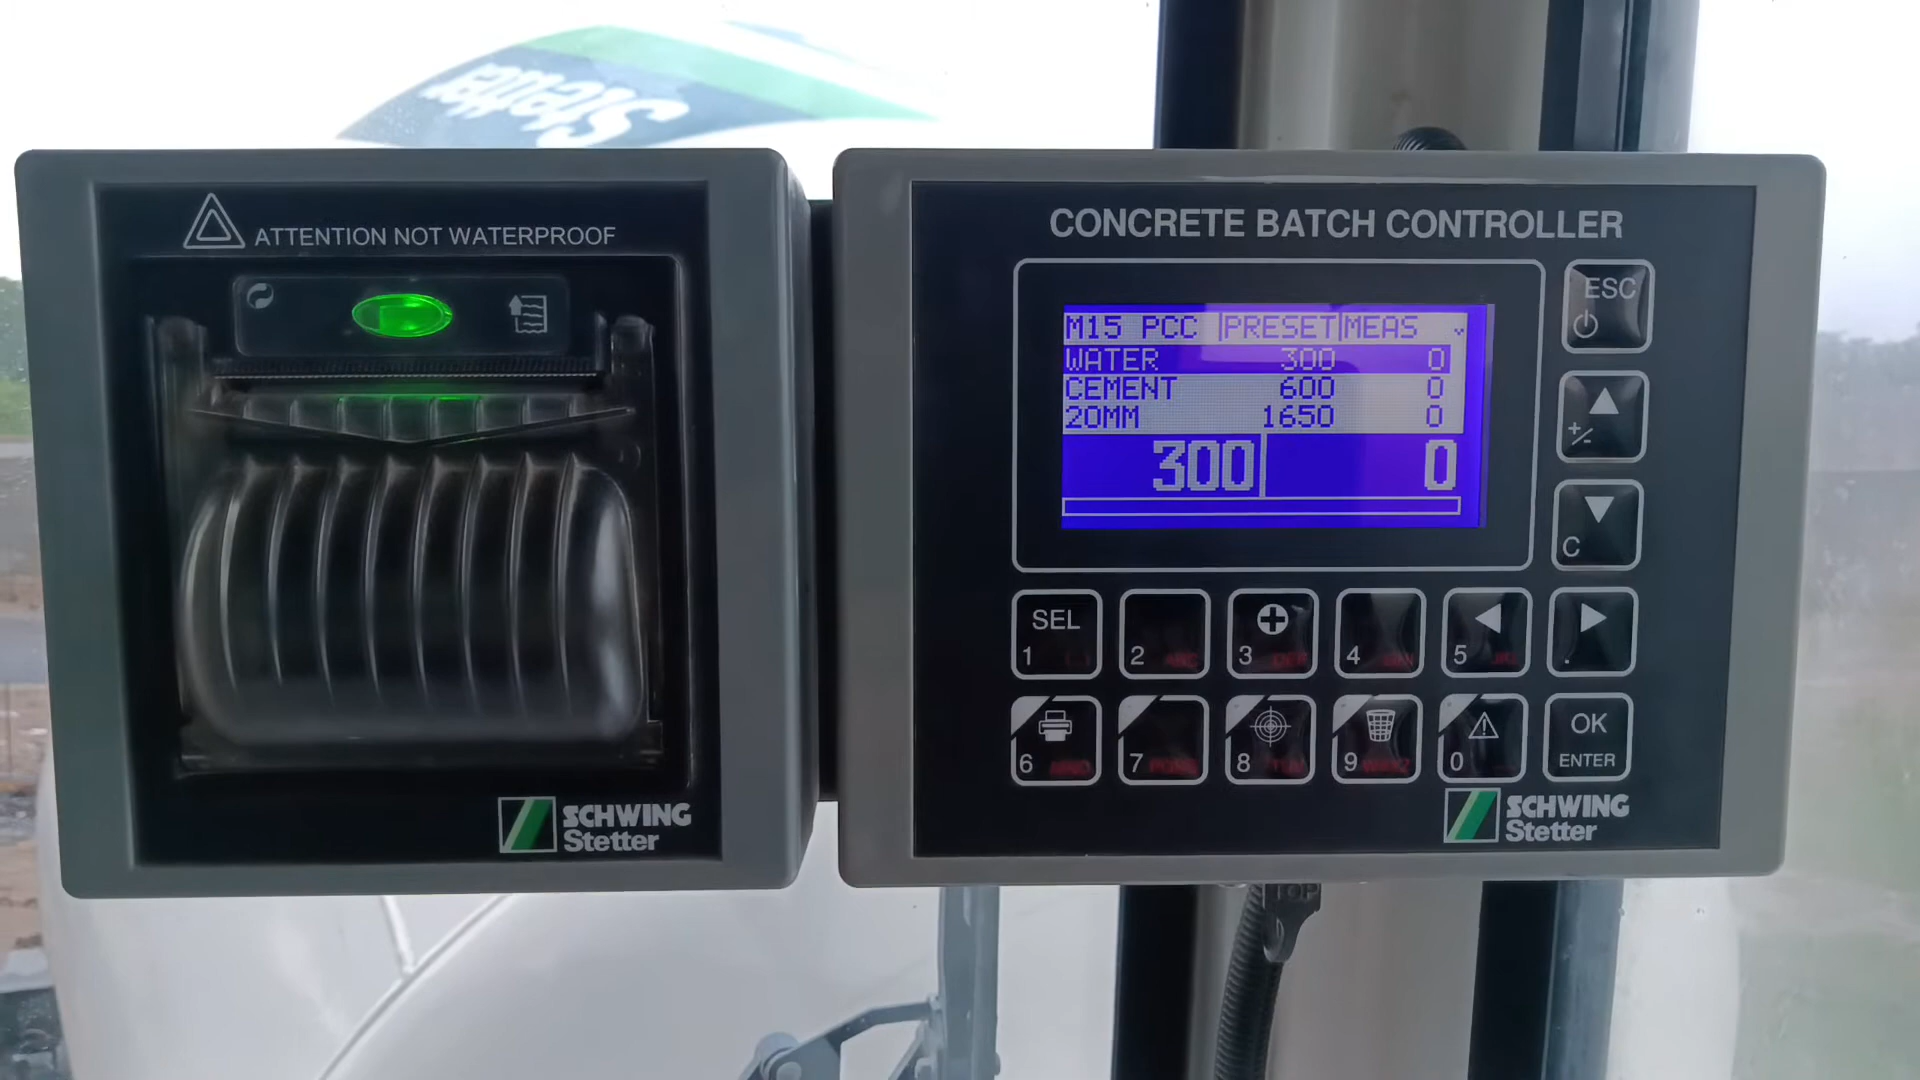 Stetter
ATTENTION NOT WATERPROOF
SCHWING
Stetter
CONCRETE BATCH CONTROLLER
M15 PCC |PRESET|MEAS
WATER 300 0
CEMENT 600 0
20MM 1650 0
300 0
ESC
+/-
C
SEL
1 2 3 4 5 .
6 7 8 9 0
OK
ENTER
SCHWING
Stetter
TOP